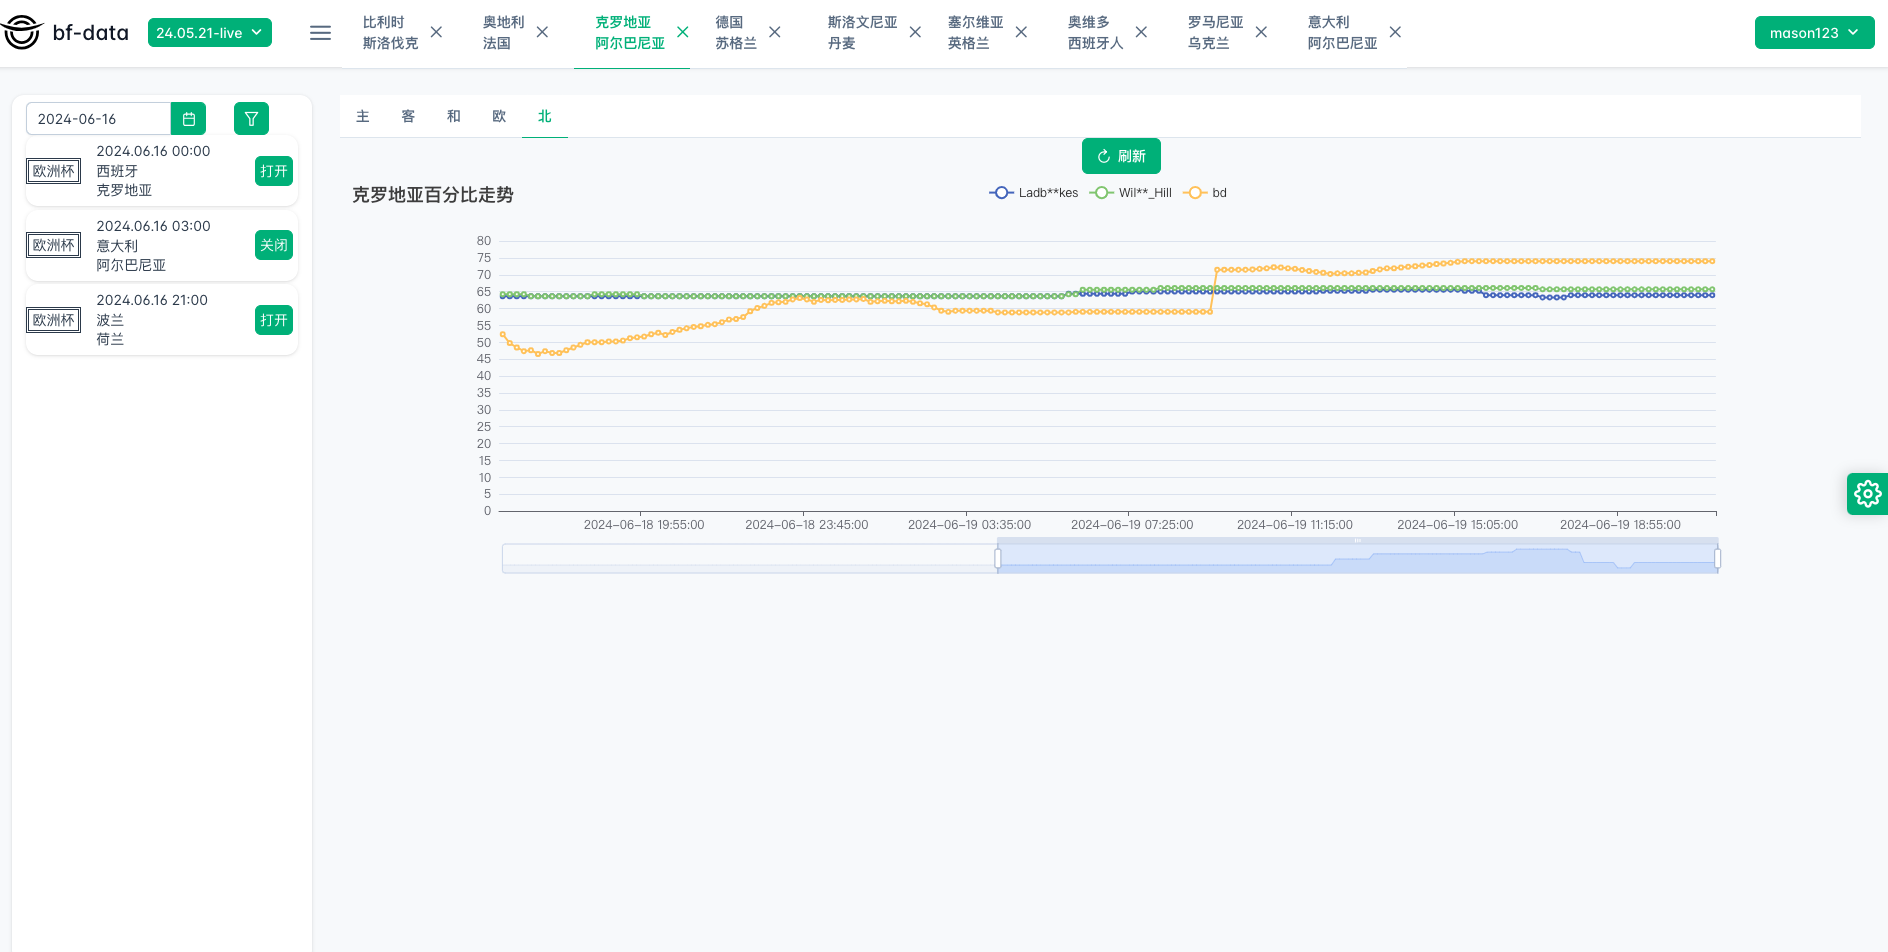 bf-data
24.05.21-live
比利时
斯洛伐克
奥地利
法国
克罗地亚
阿尔巴尼亚
德国
苏格兰
斯洛文尼亚
丹麦
塞尔维亚
英格兰
奥维多
西班牙人
罗马尼亚
乌克兰
意大利
阿尔巴尼亚
mason123
2024-06-16
欧洲杯
2024.06.16 00:00
西班牙
克罗地亚
打开
欧洲杯
2024.06.16 03:00
意大利
阿尔巴尼亚
关闭
欧洲杯
2024.06.16 21:00
波兰
荷兰
打开
主 客 和 欧 北
刷新
克罗地亚百分比走势
Ladb**kes Wil**_Hill bd
80
75
70
65
60
55
50
45
40
35
30
25
20
15
10
5
0
2024-06-18 19:55:00 2024-06-18 23:45:00 2024-06-19 03:35:00 2024-06-19 07:25:00 2024-06-19 11:15:00 2024-06-19 15:05:00 2024-06-19 18:55:00